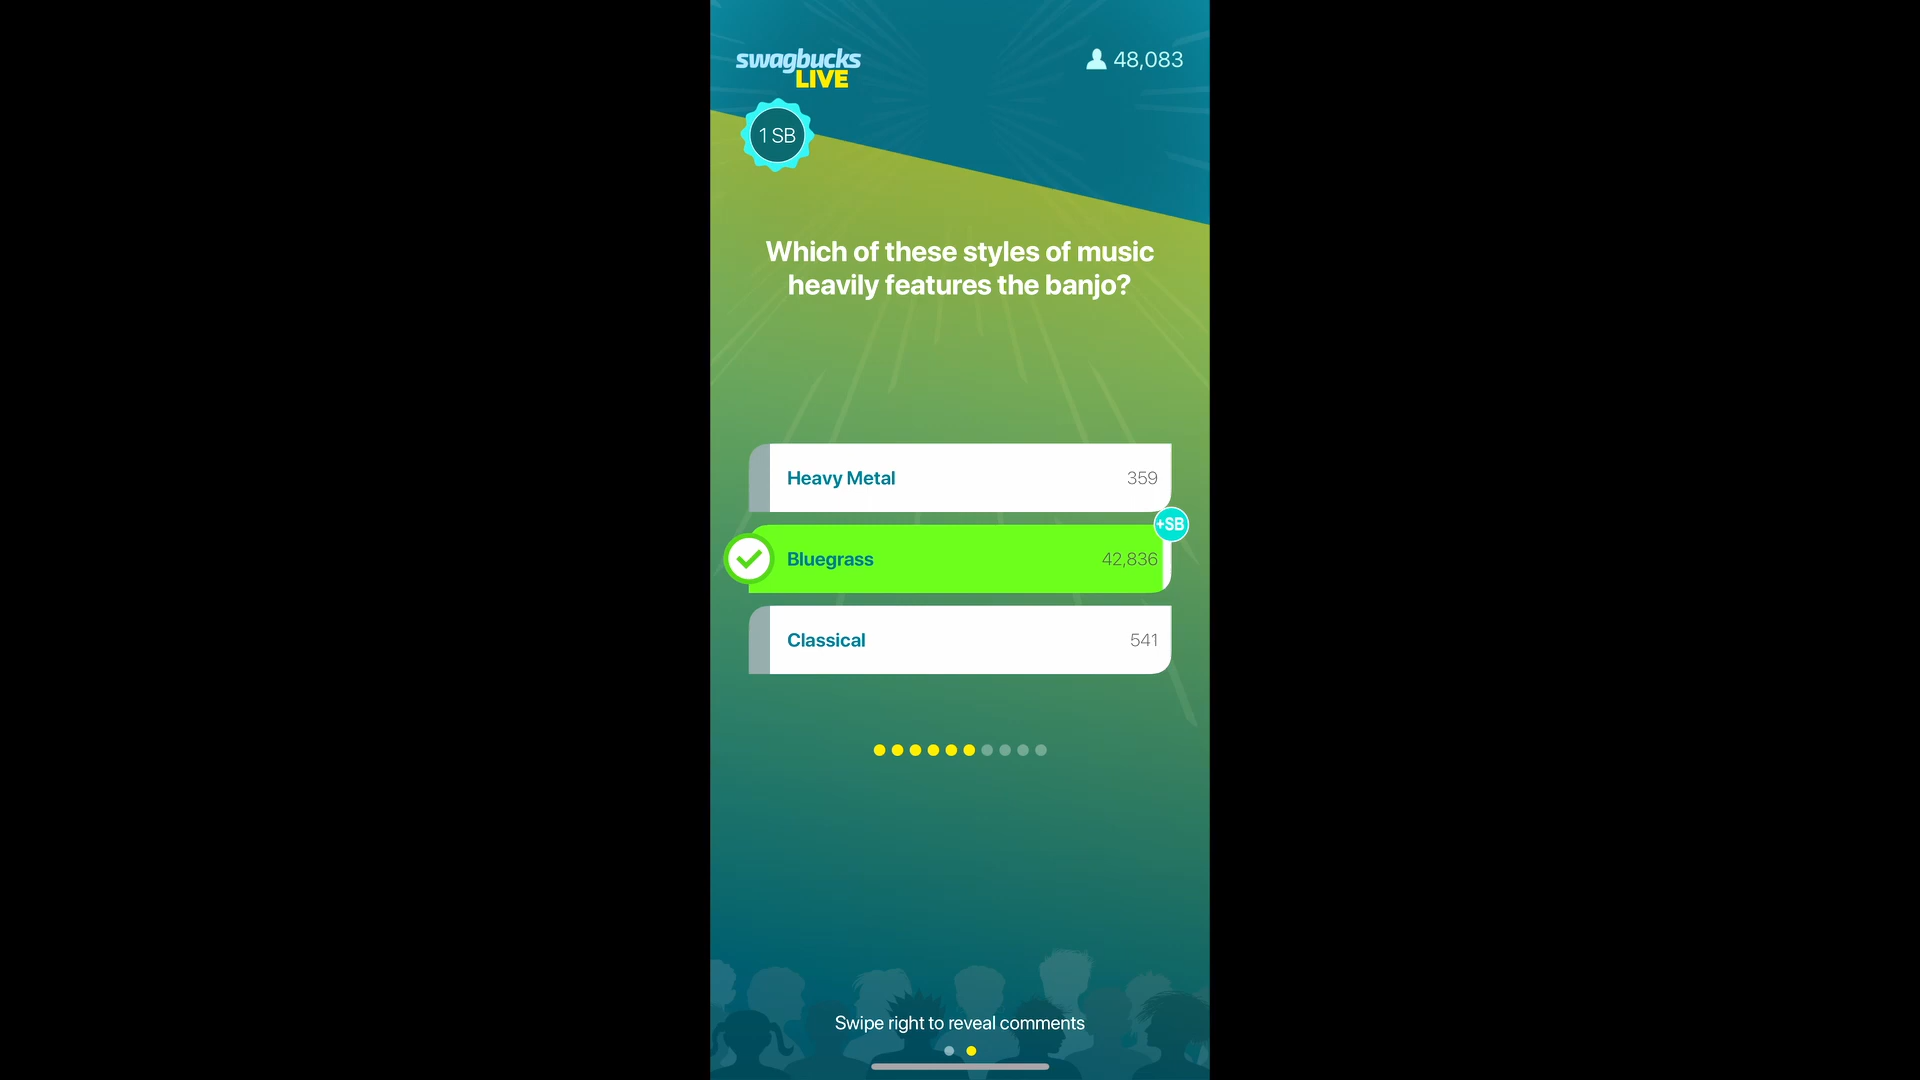 swagbucks
LIVE
48,083
1 SB
Which of these styles of music
heavily features the banjo?
Heavy Metal
359
+SB
Bluegrass
42,836
Classical
541
Swipe right to reveal comments